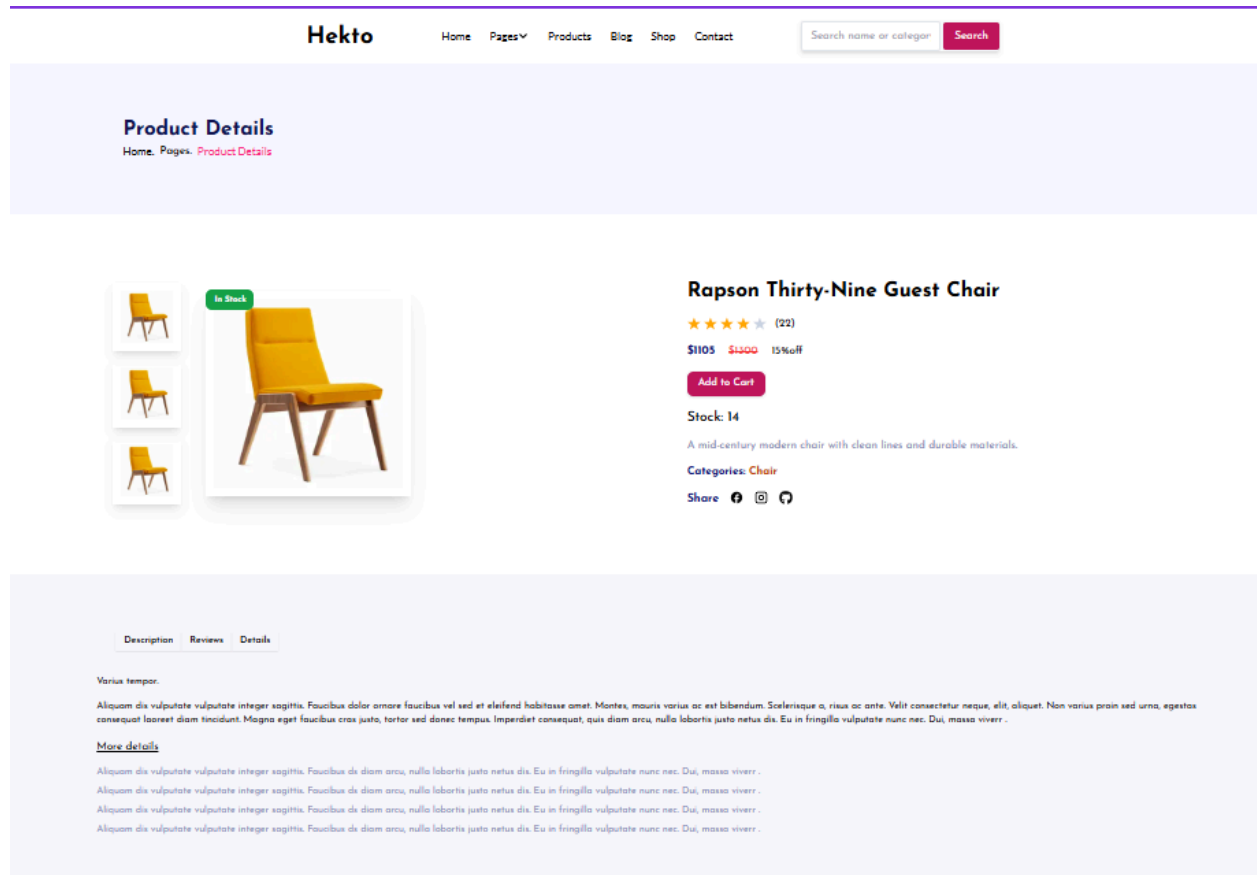 Hekto
Home Pages Products Blog Shop Contact
Search name or categor Search
Product Details
Home. Pages. Product Details
In Stock
Rapson Thirty-Nine Guest Chair
(22)
$1105 $1300 15%off
Add to Cart
Stock: 14
A mid-century modern chair with clean lines and durable materials.
Categories: Chair
Share
Description Reviews Details
Varius tempor.
Aliquam dis vulputate vulputate integer sagittis. Faucibus dolor ornare faucibus vel sed et eleifend habitasse amet. Montes, mauris varius ac est bibendum. Scelerisque a, risus ac ante. Velit consectetur neque, elit, aliquet. Non varius proin sed urna, egestas
consequat laoreet diam tincidunt. Magna eget faucibus cras justo, tortor sed donec tempus. Imperdiet consequat, quis diam arcu, nulla lobortis justo netus dis. Eu in fringilla vulputate nunc nec. Dui, massa viverr .
More details
Aliquam dis vulputate vulputate integer sagittis. Faucibus ds diam arcu, nulla lobortis justo netus dis. Eu in fringilla vulputate nunc nec. Dui, massa viverr .
Aliquam dis vulputate vulputate integer sagittis. Faucibus ds diam arcu, nulla lobortis justo netus dis. Eu in fringilla vulputate nunc nec. Dui, massa viverr .
Aliquam dis vulputate vulputate integer sagittis. Faucibus ds diam arcu, nulla lobortis justo netus dis. Eu in fringilla vulputate nunc nec. Dui, massa viverr .
Aliquam dis vulputate vulputate integer sagittis. Faucibus ds diam arcu, nulla lobortis justo netus dis. Eu in fringilla vulputate nunc nec. Dui, massa viverr .